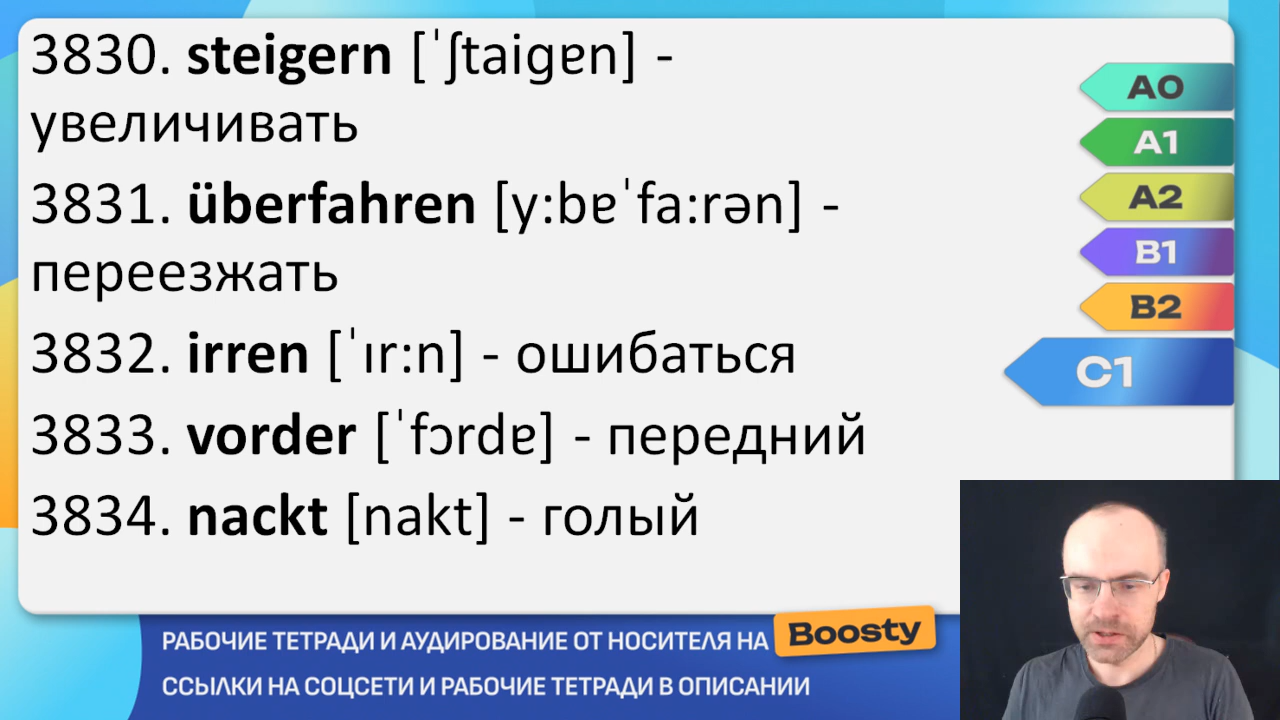 3830. steigern [ˈʃtaigɐn] -
увеличивать
3831. überfahren [y:bɐˈfa:rən] -
переезжать
3832. irren [ˈɪr:n] - ошибаться
3833. vorder [ˈfɔrdɐ] - передний
3834. nackt [nakt] - голый
A0
A1
A2
B1
B2
C1
РАБОЧИЕ ТЕТРАДИ И АУДИРОВАНИЕ ОТ НОСИТЕЛЯ НА Boosty
ССЫЛКИ НА СОЦСЕТИ И РАБОЧИЕ ТЕТРАДИ В ОПИСАНИИ